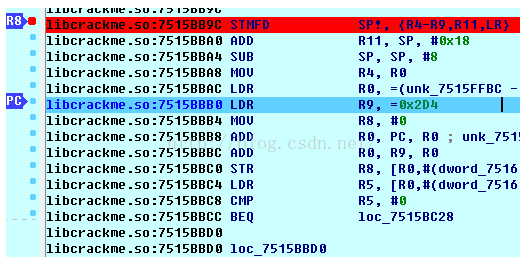 libcrackme.so:7515BB9C
R8 libcrackme.so:7515BB9C STMFD SP!, {R4-R9,R11,LR}
libcrackme.so:7515BBA0 ADD R11, SP, #0x18
libcrackme.so:7515BBA4 SUB SP, SP, #8
libcrackme.so:7515BBA8 MOV R4, R0
libcrackme.so:7515BBAC LDR R0, =(unk_7515FFBC -
PC libcrackme.so:7515BBB0 LDR R9, =0x2D4
libcrackme.so:7515BBB4 MOV R8, #0
libcrackme.so:7515BBB8 ADD R0, PC, R0 ; unk_7515
libcrackme.so:7515BBBC ADD R0, R9, R0
libcrackme.so:7515BBC0 STR R8, [R0,#(dword_7516
libcrackme.so:7515BBC4 LDR R5, [R0,#(dword_7516
libcrackme.so:7515BBC8 CMP R5, #0
libcrackme.so:7515BBCC BEQ loc_7515BC28
libcrackme.so:7515BBD0
libcrackme.so:7515BBD0 loc_7515BBD0